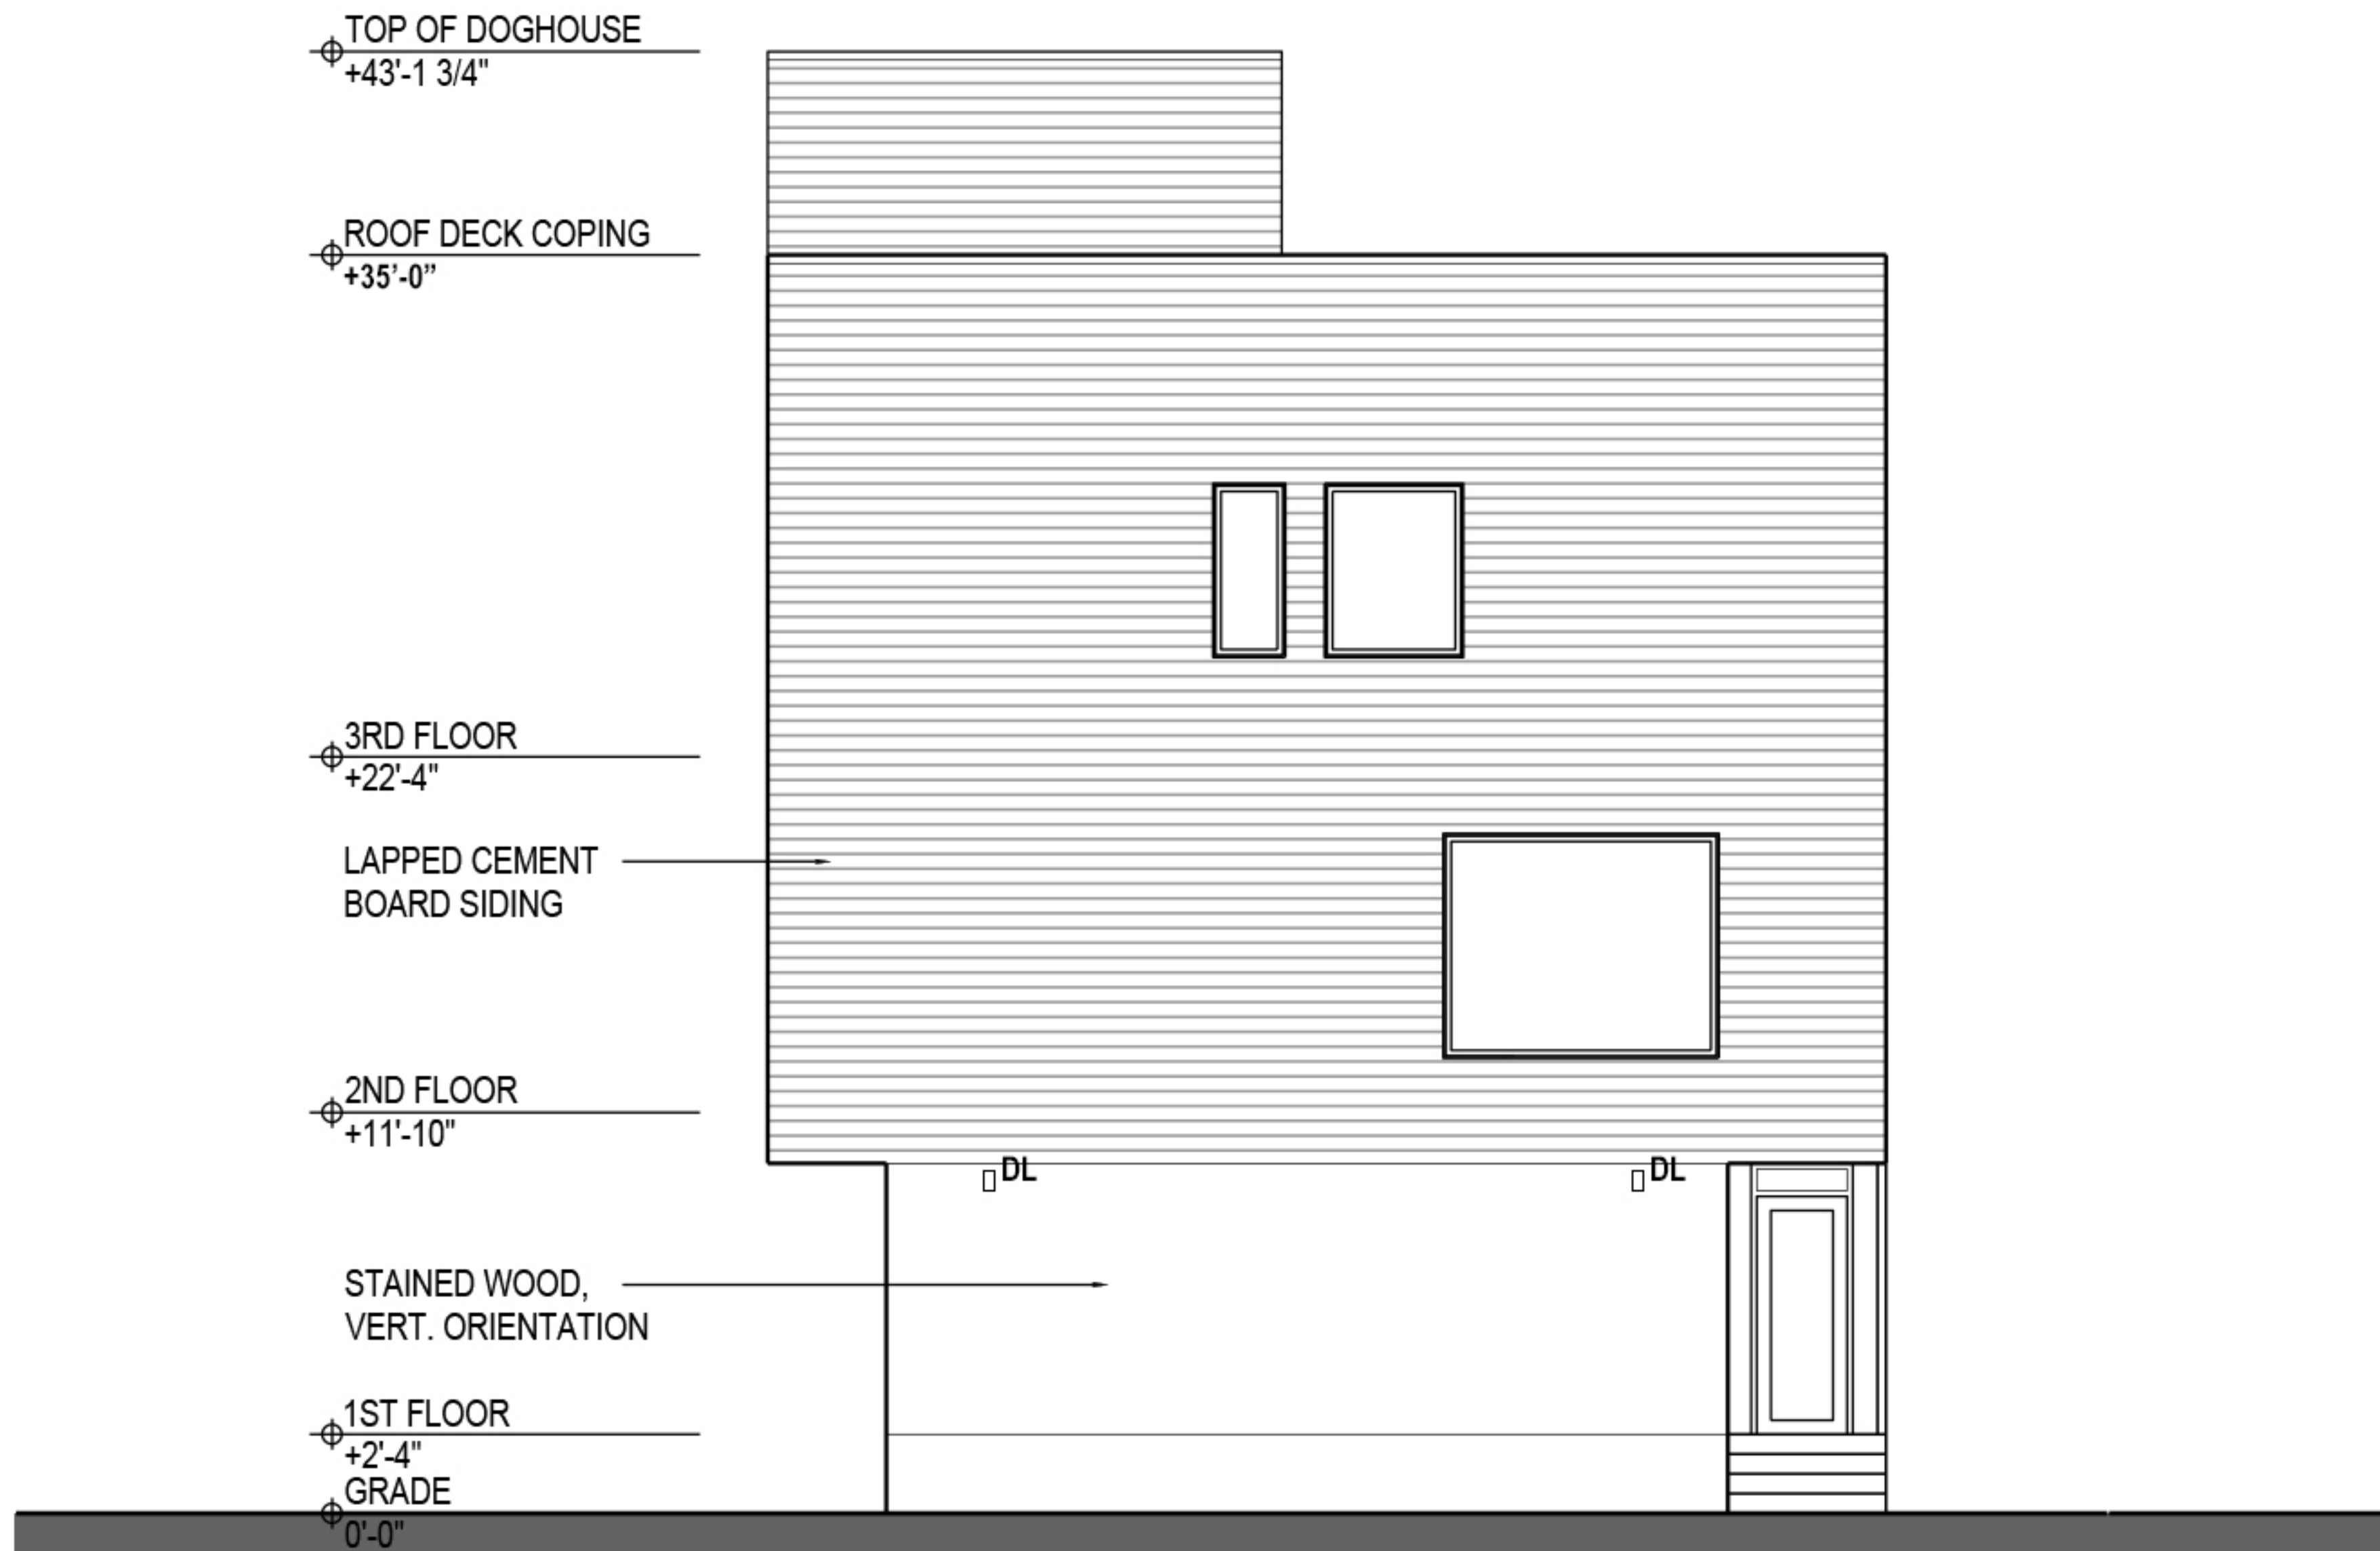 TOP OF DOGHOUSE
+43'-1 3/4"
ROOF DECK COPING
+35’-0”
3RD FLOOR
+22'-4"
LAPPED CEMENT
BOARD SIDING
2ND FLOOR
+11'-10"
DL
DL
STAINED WOOD,
VERT. ORIENTATION
1ST FLOOR
+2'-4"
GRADE
0'-0"